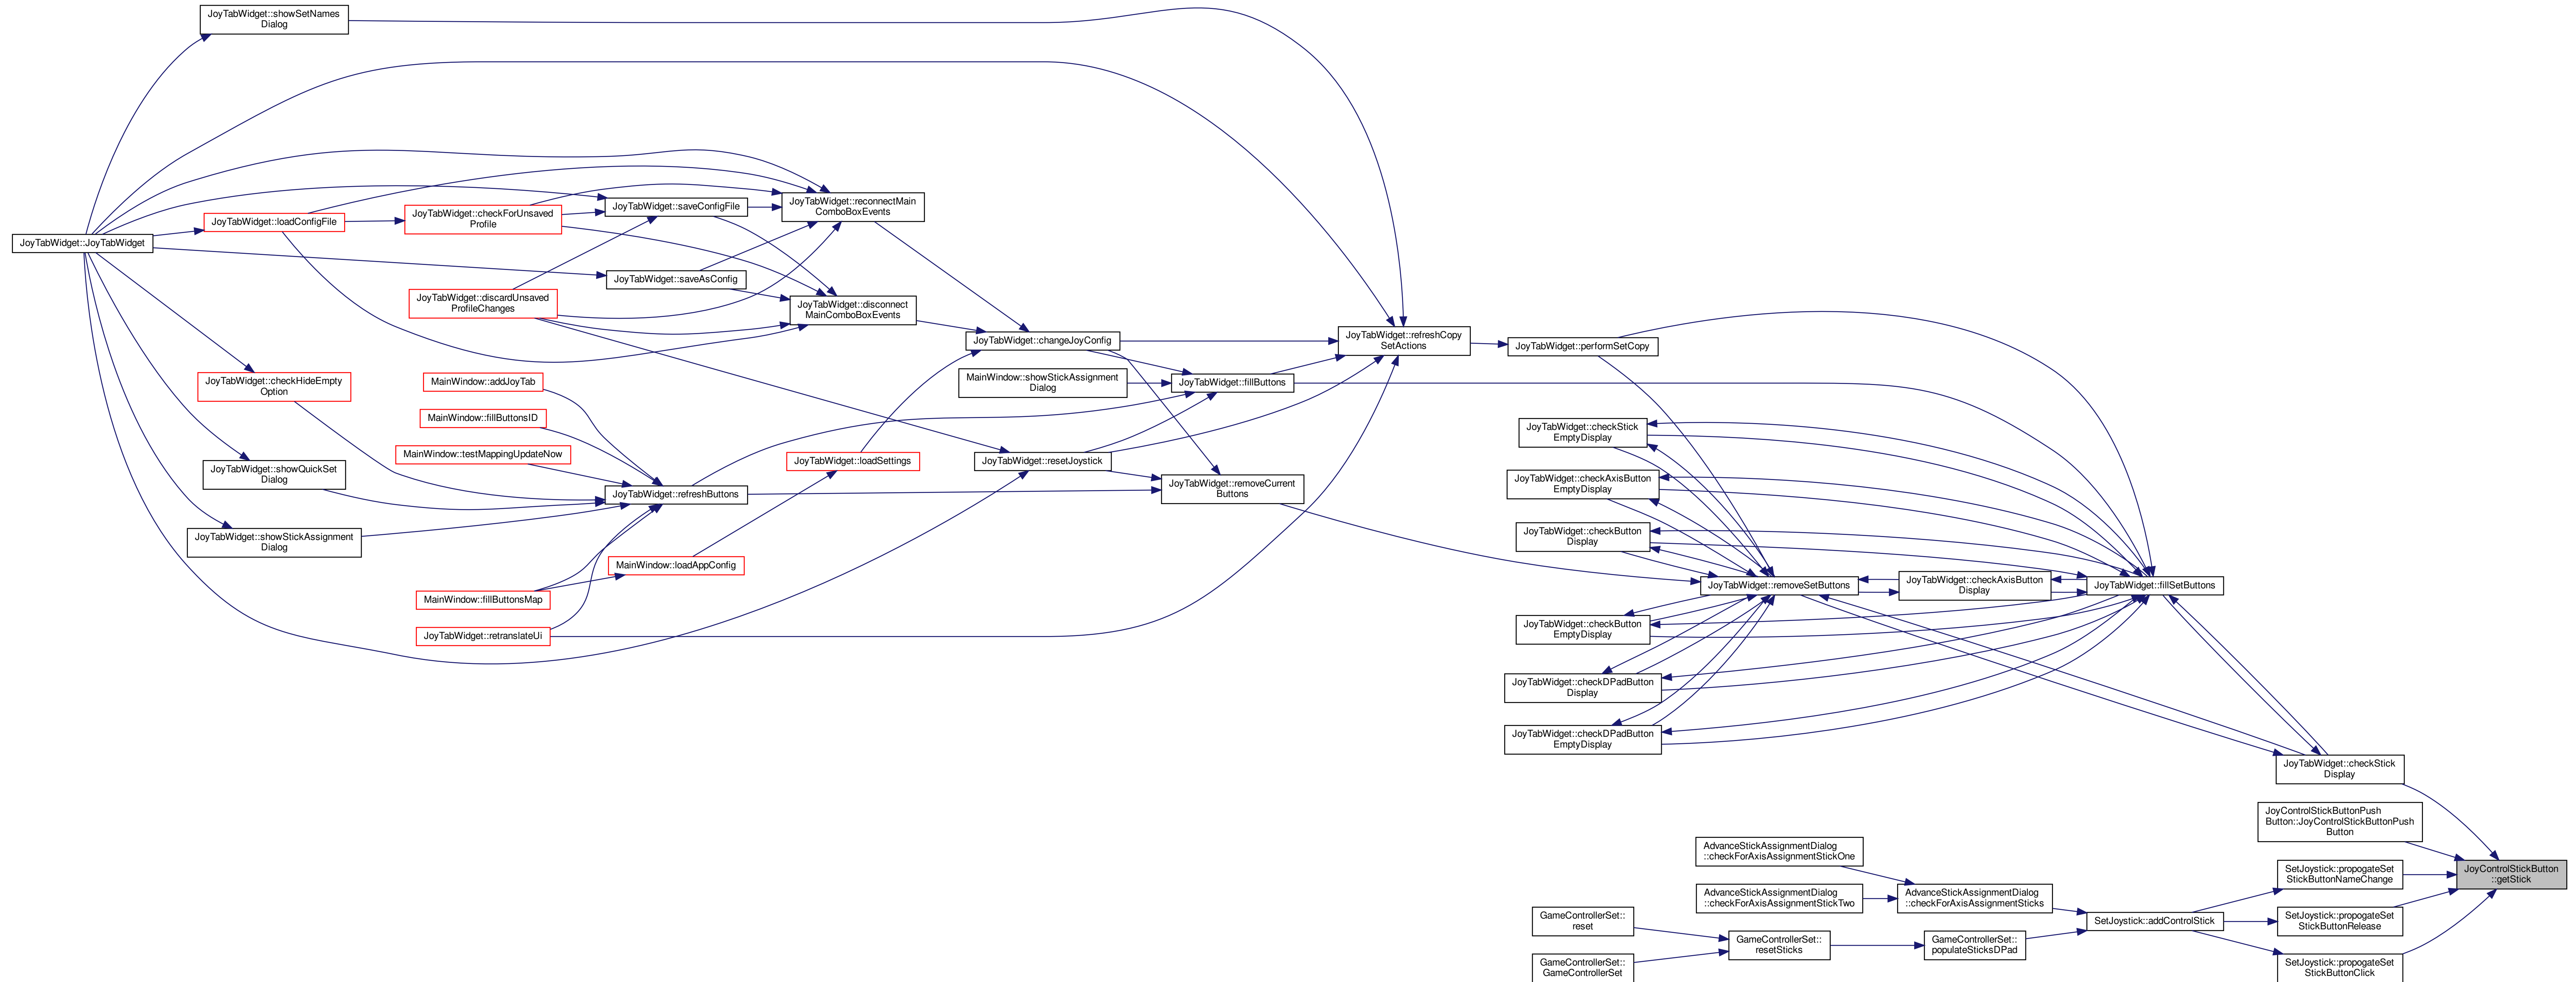 JoyTabWidget::showSetNames
Dialog
JoyTabWidget::reconnectMain
ComboBoxEvents
JoyTabWidget::saveConfigFile
JoyTabWidget::checkForUnsaved
Profile
JoyTabWidget::loadConfigFile
JoyTabWidget::JoyTabWidget
JoyTabWidget::saveAsConfig
JoyTabWidget::discardUnsaved
ProfileChanges
JoyTabWidget::disconnect
MainComboBoxEvents
JoyTabWidget::changeJoyConfig
JoyTabWidget::refreshCopy
SetActions
JoyTabWidget::performSetCopy
JoyTabWidget::checkHideEmpty
Option
MainWindow::addJoyTab
MainWindow::showStickAssignment
Dialog
JoyTabWidget::fillButtons
MainWindow::fillButtonsID
JoyTabWidget::checkStick
EmptyDisplay
MainWindow::testMappingUpdateNow
JoyTabWidget::loadSettings
JoyTabWidget::resetJoystick
JoyTabWidget::showQuickSet
Dialog
JoyTabWidget::refreshButtons
JoyTabWidget::removeCurrent
Buttons
JoyTabWidget::checkAxisButton
EmptyDisplay
JoyTabWidget::showStickAssignment
Dialog
JoyTabWidget::checkButton
Display
MainWindow::loadAppConfig
MainWindow::fillButtonsMap
JoyTabWidget::retranslateUi
JoyTabWidget::removeSetButtons
JoyTabWidget::checkAxisButton
Display
JoyTabWidget::fillSetButtons
JoyTabWidget::checkButton
EmptyDisplay
JoyTabWidget::checkDPadButton
Display
JoyTabWidget::checkDPadButton
EmptyDisplay
JoyTabWidget::checkStick
Display
JoyControlStickButtonPush
Button::JoyControlStickButtonPush
Button
AdvanceStickAssignmentDialog
::checkForAxisAssignmentStickOne
SetJoystick::propogateSet
StickButtonNameChange
JoyControlStickButton
::getStick
AdvanceStickAssignmentDialog
::checkForAxisAssignmentStickTwo
AdvanceStickAssignmentDialog
::checkForAxisAssignmentSticks
GameControllerSet::
reset
SetJoystick::addControlStick
SetJoystick::propogateSet
StickButtonRelease
GameControllerSet::
resetSticks
GameControllerSet::
populateSticksDPad
GameControllerSet::
GameControllerSet
SetJoystick::propogateSet
StickButtonClick